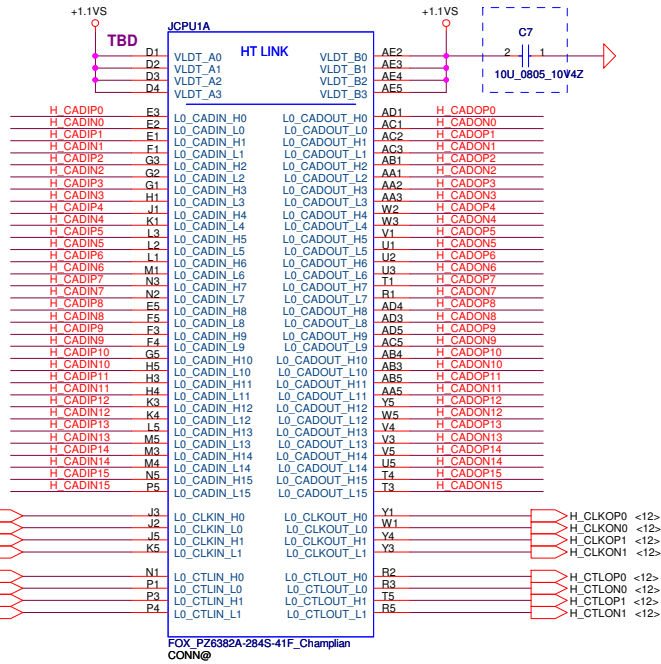 +1.1VS +1.1VS
JCPU1A
TBD HT LINK C7
D1 VLDT_A0 VLDT_B0 AE2 2 1
D2 VLDT_A1 VLDT_B1 AE3
D3 VLDT_A2 VLDT_B2 AE4 10U_0805_10V4Z
D4 VLDT_A3 VLDT_B3 AE5
H_CADIP0 E3 L0_CADIN_H0 L0_CADOUT_H0 AD1 H_CADOP0
H_CADIN0 E2 L0_CADIN_L0 L0_CADOUT_L0 AC1 H_CADON0
H_CADIP1 E1 L0_CADIN_H1 L0_CADOUT_H1 AC2 H_CADOP1
H_CADIN1 F1 L0_CADIN_L1 L0_CADOUT_L1 AC3 H_CADON1
H_CADIP2 G3 L0_CADIN_H2 L0_CADOUT_H2 AB1 H_CADOP2
H_CADIN2 G2 L0_CADIN_L2 L0_CADOUT_L2 AA1 H_CADON2
H_CADIP3 G1 L0_CADIN_H3 L0_CADOUT_H3 AA2 H_CADOP3
H_CADIN3 H1 L0_CADIN_L3 L0_CADOUT_L3 AA3 H_CADON3
H_CADIP4 J1 L0_CADIN_H4 L0_CADOUT_H4 W2 H_CADOP4
H_CADIN4 K1 L0_CADIN_L4 L0_CADOUT_L4 W3 H_CADON4
H_CADIP5 L3 L0_CADIN_H5 L0_CADOUT_H5 V1 H_CADOP5
H_CADIN5 L2 L0_CADIN_L5 L0_CADOUT_L5 U1 H_CADON5
H_CADIP6 L1 L0_CADIN_H6 L0_CADOUT_H6 U2 H_CADOP6
H_CADIN6 M1 L0_CADIN_L6 L0_CADOUT_L6 U3 H_CADON6
H_CADIP7 N3 L0_CADIN_H7 L0_CADOUT_H7 T1 H_CADOP7
H_CADIN7 N2 L0_CADIN_L7 L0_CADOUT_L7 R1 H_CADON7
H_CADIP8 E5 L0_CADIN_H8 L0_CADOUT_H8 AD4 H_CADOP8
H_CADIN8 F5 L0_CADIN_L8 L0_CADOUT_L8 AD3 H_CADON8
H_CADIP9 F3 L0_CADIN_H9 L0_CADOUT_H9 AD5 H_CADOP9
H_CADIN9 F4 L0_CADIN_L9 L0_CADOUT_L9 AC5 H_CADON9
H_CADIP10 G5 L0_CADIN_H10 L0_CADOUT_H10 AB4 H_CADOP10
H_CADIN10 H5 L0_CADIN_L10 L0_CADOUT_L10 AB3 H_CADON10
H_CADIP11 H3 L0_CADIN_H11 L0_CADOUT_H11 AB5 H_CADOP11
H_CADIN11 H4 L0_CADIN_L11 L0_CADOUT_L11 AA5 H_CADON11
H_CADIP12 K3 L0_CADIN_H12 L0_CADOUT_H12 Y5 H_CADOP12
H_CADIN12 K4 L0_CADIN_L12 L0_CADOUT_L12 W5 H_CADON12
H_CADIP13 L5 L0_CADIN_H13 L0_CADOUT_H13 V4 H_CADOP13
H_CADIN13 M5 L0_CADIN_L13 L0_CADOUT_L13 V3 H_CADON13
H_CADIP14 M3 L0_CADIN_H14 L0_CADOUT_H14 V5 H_CADOP14
H_CADIN14 M4 L0_CADIN_L14 L0_CADOUT_L14 U5 H_CADON14
H_CADIP15 N5 L0_CADIN_H15 L0_CADOUT_H15 T4 H_CADOP15
H_CADIN15 P5 L0_CADIN_L15 L0_CADOUT_L15 T3 H_CADON15
J3 L0_CLKIN_H0 L0_CLKOUT_H0 Y1 H_CLKOP0 <12>
J2 L0_CLKIN_L0 L0_CLKOUT_L0 W1 H_CLKON0 <12>
J5 L0_CLKIN_H1 L0_CLKOUT_H1 Y4 H_CLKOP1 <12>
K5 L0_CLKIN_L1 L0_CLKOUT_L1 Y3 H_CLKON1 <12>
N1 L0_CTLIN_H0 L0_CTLOUT_H0 R2 H_CTLOP0 <12>
P1 L0_CTLIN_L0 L0_CTLOUT_L0 R3 H_CTLON0 <12>
P3 L0_CTLIN_H1 L0_CTLOUT_H1 T5 H_CTLOP1 <12>
P4 L0_CTLIN_L1 L0_CTLOUT_L1 R5 H_CTLON1 <12>
FOX_PZ6382A-284S-41F_Champlian
CONN@